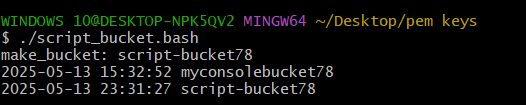 WINDOWS 10@DESKTOP-NPK5QV2 MINGW64 ~/Desktop/pem keys
$ ./script_bucket.bash
make_bucket: script-bucket78
2025-05-13 15:32:52 myconsolebucket78
2025-05-13 23:31:27 script-bucket78